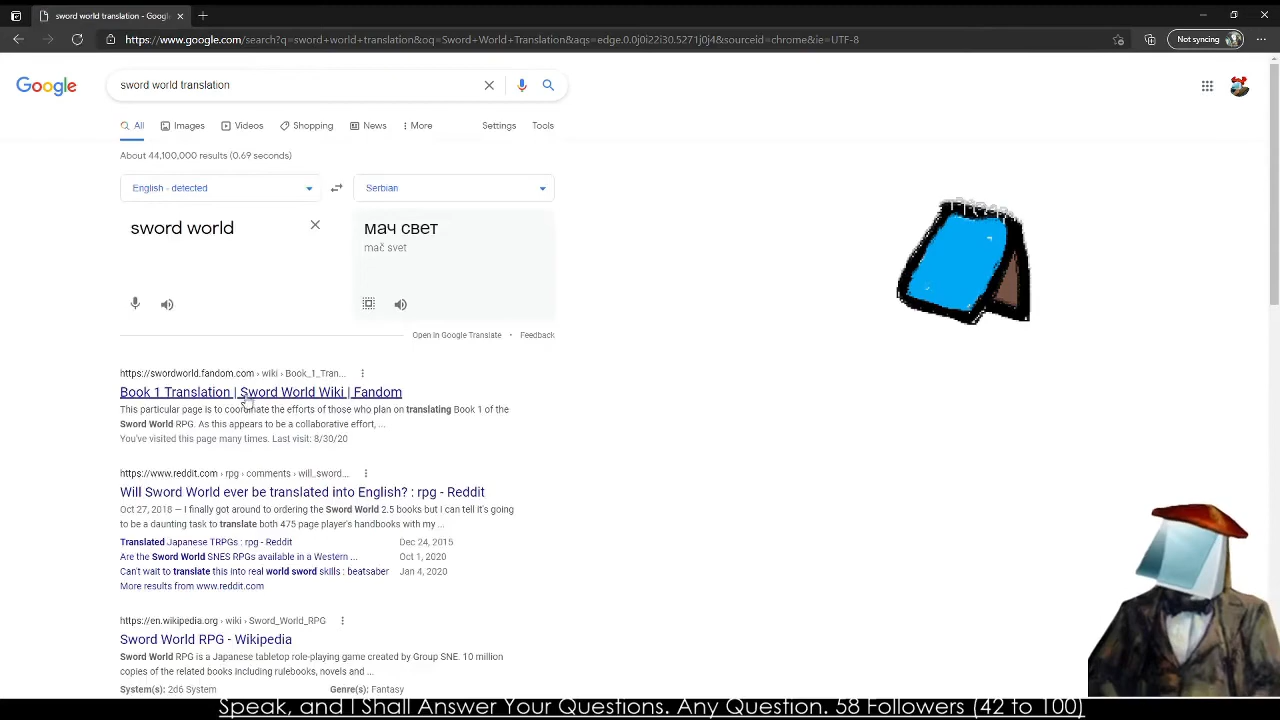 sword world translation - Google
https://www.google.com/search?q=sword+world+translation&oq=Sword+World+Translation&aqs=edge.0.0j0i22i30.5271j0j4&sourceid=chrome&ie=UTF-8
Not syncing
Google
sword world translation
All
Images
Videos
Shopping
News
More
Settings
Tools
About 44,100,000 results (0.69 seconds)
English - detected
Serbian
sword world
мач свет
mač svet
Open in Google Translate • Feedback
https://swordworld.fandom.com › wiki › Book_1_Tran...
Book 1 Translation | Sword World Wiki | Fandom
This particular page is to coordinate the efforts of those who plan on translating Book 1 of the
Sword World RPG. As this appears to be a collaborative effort, ...
You've visited this page many times. Last visit: 8/30/20
https://www.reddit.com › rpg › comments › will_sword...
Will Sword World ever be translated into English? : rpg - Reddit
Oct 27, 2018 — I finally got around to ordering the Sword World 2.5 books but I can tell it's going
to be a daunting task to translate both 475 page player's handbooks with my ...
Translated Japanese TRPGs : rpg - Reddit Dec 24, 2015
Are the Sword World SNES RPGs available in a Western ... Oct 1, 2020
Can't wait to translate this into real world sword skills : beatsaber Jan 4, 2020
More results from www.reddit.com
https://en.wikipedia.org › wiki › Sword_World_RPG
Sword World RPG - Wikipedia
Sword World RPG is a Japanese tabletop role-playing game created by Group SNE. 10 million
copies of the related books including rulebooks, novels and ...
System(s): 2d6 System Genre(s): Fantasy
Speak, and I Shall Answer Your Questions. Any Question. 58 Followers (42 to 100)